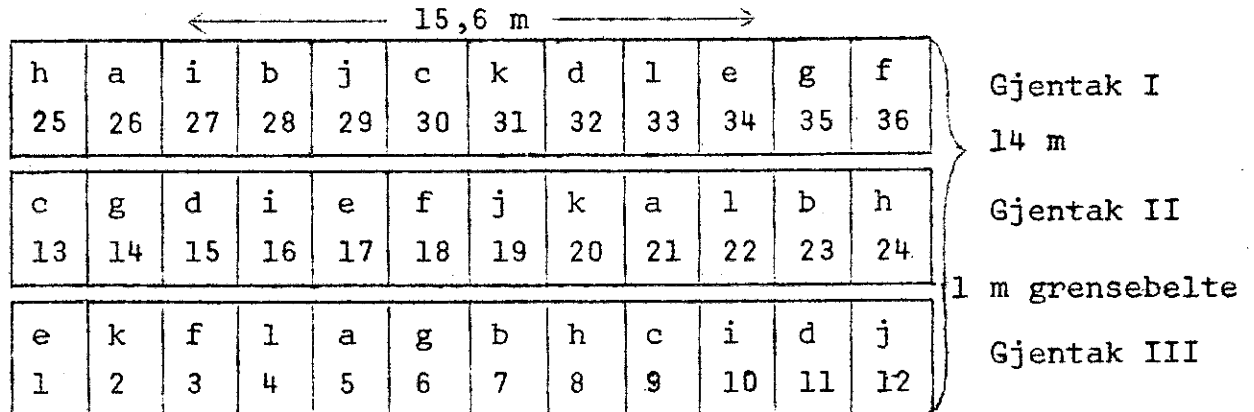 15,6 m
h a i b j c k d l e g f
25 26 27 28 29 30 31 32 33 34 35 36
Gjentak I
14 m
c g d i e f j k a l b h
13 14 15 16 17 18 19 20 21 22 23 24
Gjentak II
1 m grensebelte
e k f l a g b h c i d j
1 2 3 4 5 6 7 8 9 10 11 12
Gjentak III